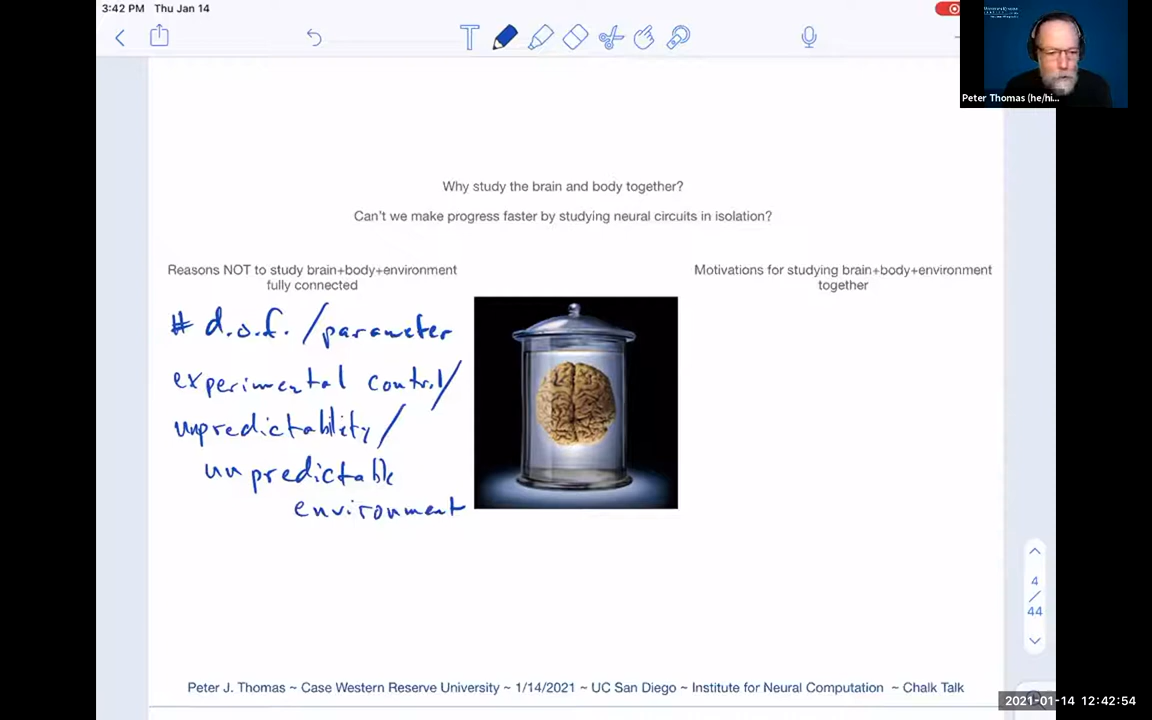 3:42 PM Thu Jan 14
Peter Thomas (he/hi...
Why study the brain and body together?
Can't we make progress faster by studying neural circuits in isolation?
Reasons NOT to study brain+body+environment
fully connected
# d.o.f. / parameter
experimental control/
unpredictability /
unpredictable
environment
Motivations for studying brain+body+environment
together
4
/
44
Peter J. Thomas ~ Case Western Reserve University ~ 1/14/2021 ~ UC San Diego ~ Institute for Neural Computation ~ Chalk Talk
2021-01-14 12:42:54